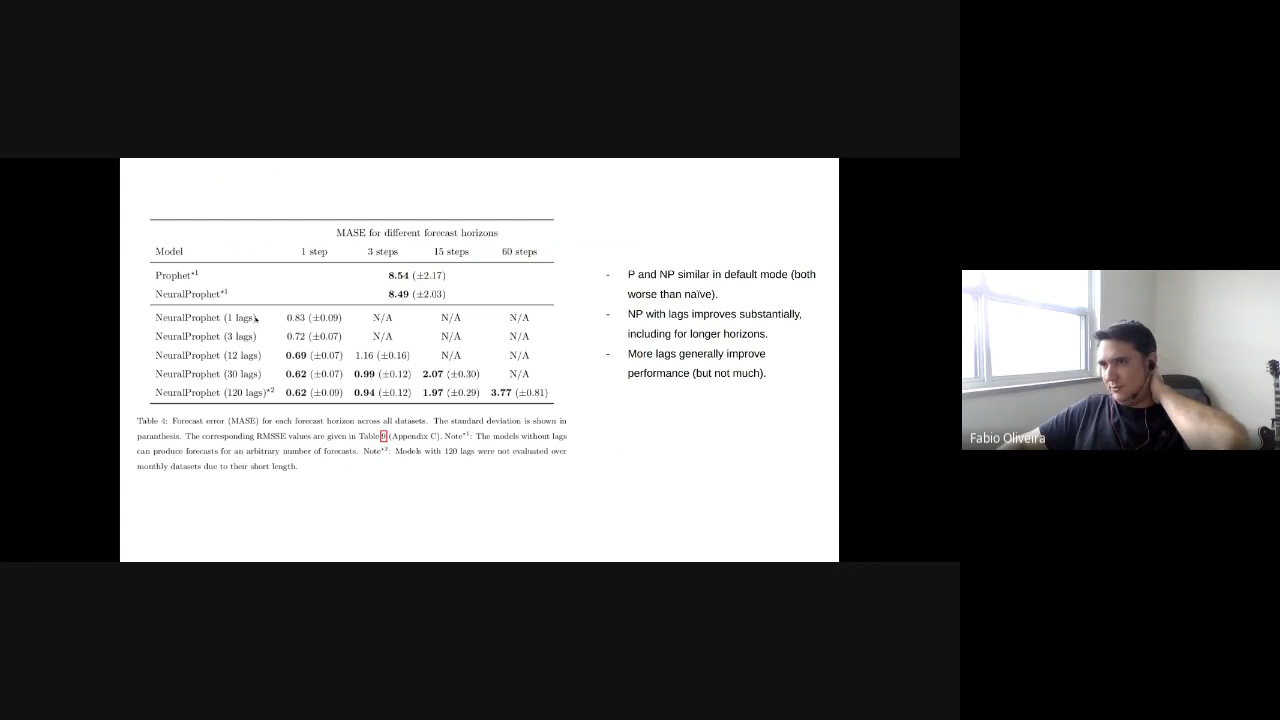 MASE for different forecast horizons
Model 1 step 3 steps 15 steps 60 steps
Prophet*1 8.54 (±2.17)
NeuralProphet*1 8.49 (±2.03)
NeuralProphet (1 lags) 0.83 (±0.09) N/A N/A N/A
NeuralProphet (3 lags) 0.72 (±0.07) N/A N/A N/A
NeuralProphet (12 lags) 0.69 (±0.07) 1.16 (±0.16) N/A N/A
NeuralProphet (30 lags) 0.62 (±0.07) 0.99 (±0.12) 2.07 (±0.30) N/A
NeuralProphet (120 lags)*2 0.62 (±0.09) 0.94 (±0.12) 1.97 (±0.29) 3.77 (±0.81)
Table 4: Forecast error (MASE) for each forecast horizon across all datasets. The standard deviation is shown in
paranthesis. The corresponding RMSSE values are given in Table 9 (Appendix C). Note*1: The models without lags
can produce forecasts for an arbitrary number of forecasts. Note*2: Models with 120 lags were not evaluated over
monthly datasets due to their short length.
- P and NP similar in default mode (both
worse than naïve).
- NP with lags improves substantially,
including for longer horizons.
- More lags generally improve
performance (but not much).
Fabio Oliveira